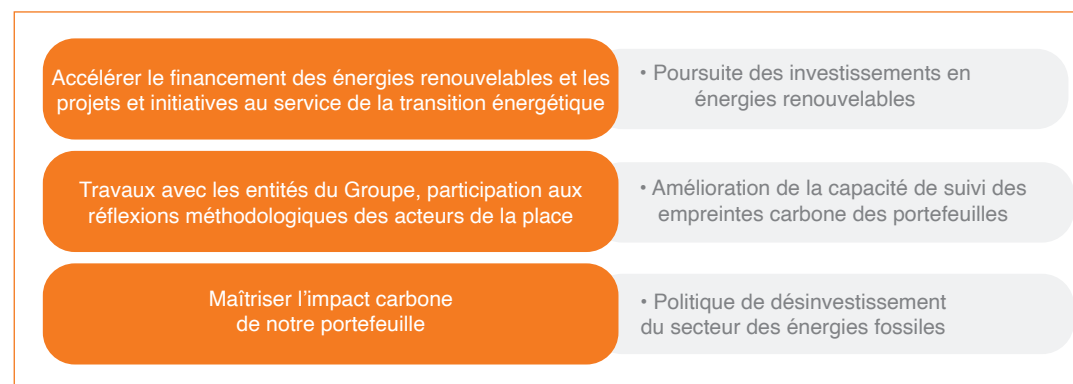 Accélérer le financement des énergies renouvelables et les
projets et initiatives au service de la transition énergétique
• Poursuite des investissements en
énergies renouvelables
Travaux avec les entités du Groupe, participation aux
réflexions méthodologiques des acteurs de la place
• Amélioration de la capacité de suivi des
empreintes carbone des portefeuilles
Maîtriser l’impact carbone
de notre portefeuille
• Politique de désinvestissement
du secteur des énergies fossiles